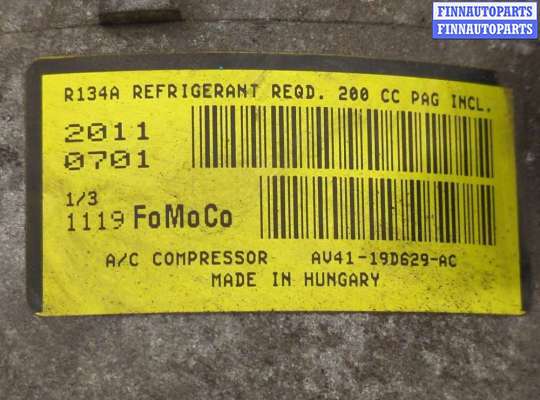 FINNAUTOPARTS
FINNAUTOPARTS
R134A REFRIGERANT REQD. 200 CC PAG INCL.
2011
0701
1/3
1119 FoMoCo
A/C COMPRESSOR AV41-19D629-AC
MADE IN HUNGARY